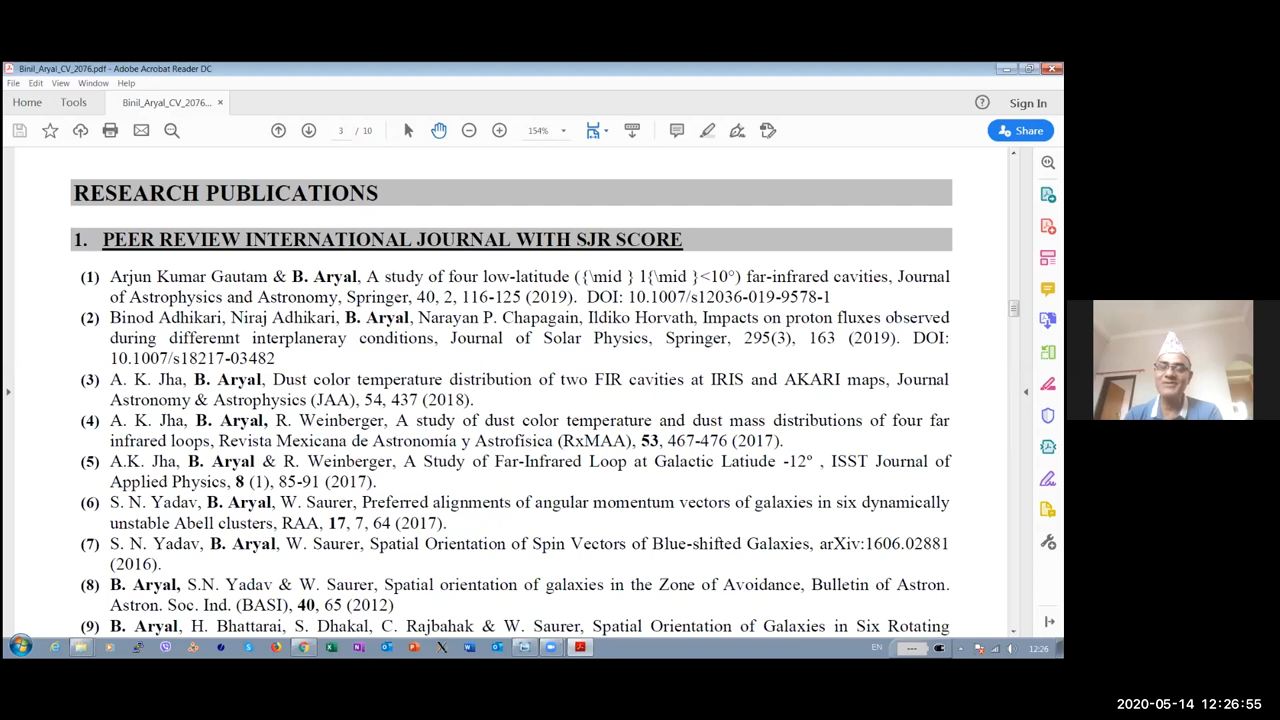 Binil_Aryal_CV_2076.pdf - Adobe Acrobat Reader DC
File Edit View Window Help
Home Tools Binil_Aryal_CV_2076... × Sign In
3 / 10 154% Share
RESEARCH PUBLICATIONS
1. PEER REVIEW INTERNATIONAL JOURNAL WITH SJR SCORE
(1) Arjun Kumar Gautam & B. Aryal, A study of four low-latitude ({\mid } l{\mid }<10°) far-infrared cavities, Journal
of Astrophysics and Astronomy, Springer, 40, 2, 116-125 (2019). DOI: 10.1007/s12036-019-9578-1
(2) Binod Adhikari, Niraj Adhikari, B. Aryal, Narayan P. Chapagain, Ildiko Horvath, Impacts on proton fluxes observed
during differennt interplaneray conditions, Journal of Solar Physics, Springer, 295(3), 163 (2019). DOI:
10.1007/s18217-03482
(3) A. K. Jha, B. Aryal, Dust color temperature distribution of two FIR cavities at IRIS and AKARI maps, Journal
Astronomy & Astrophysics (JAA), 54, 437 (2018).
(4) A. K. Jha, B. Aryal, R. Weinberger, A study of dust color temperature and dust mass distributions of four far
infrared loops, Revista Mexicana de Astronomía y Astrofísica (RxMAA), 53, 467-476 (2017).
(5) A.K. Jha, B. Aryal & R. Weinberger, A Study of Far-Infrared Loop at Galactic Latiude -12° , ISST Journal of
Applied Physics, 8 (1), 85-91 (2017).
(6) S. N. Yadav, B. Aryal, W. Saurer, Preferred alignments of angular momentum vectors of galaxies in six dynamically
unstable Abell clusters, RAA, 17, 7, 64 (2017).
(7) S. N. Yadav, B. Aryal, W. Saurer, Spatial Orientation of Spin Vectors of Blue-shifted Galaxies, arXiv:1606.02881
(2016).
(8) B. Aryal, S.N. Yadav & W. Saurer, Spatial orientation of galaxies in the Zone of Avoidance, Bulletin of Astron.
Astron. Soc. Ind. (BASI), 40, 65 (2012)
(9) B. Aryal, H. Bhattarai, S. Dhakal, C. Rajbahak & W. Saurer, Spatial Orientation of Galaxies in Six Rotating
EN 12:26
2020-05-14 12:26:55